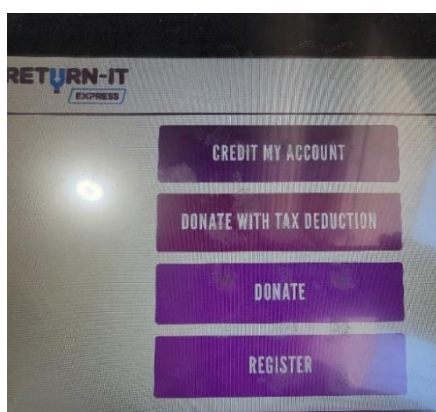 RETURN-IT
EXPRESS
CREDIT MY ACCOUNT
DONATE WITH TAX DEDUCTION
DONATE
REGISTER